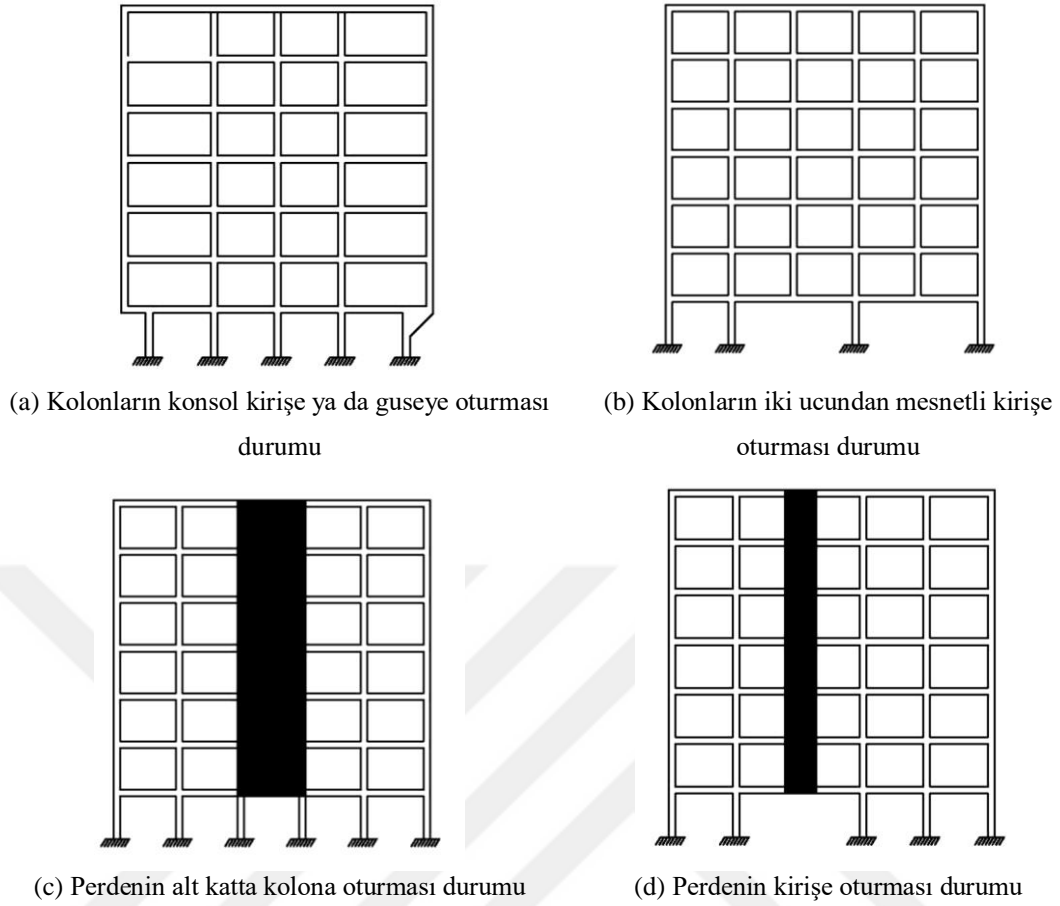 (a) Kolonların konsol kirişe ya da guseye oturması
durumu
(b) Kolonların iki ucundan mesnetli kirişe
oturması durumu
(c) Perdenin alt katta kolona oturması durumu
(d) Perdenin kirişe oturması durumu